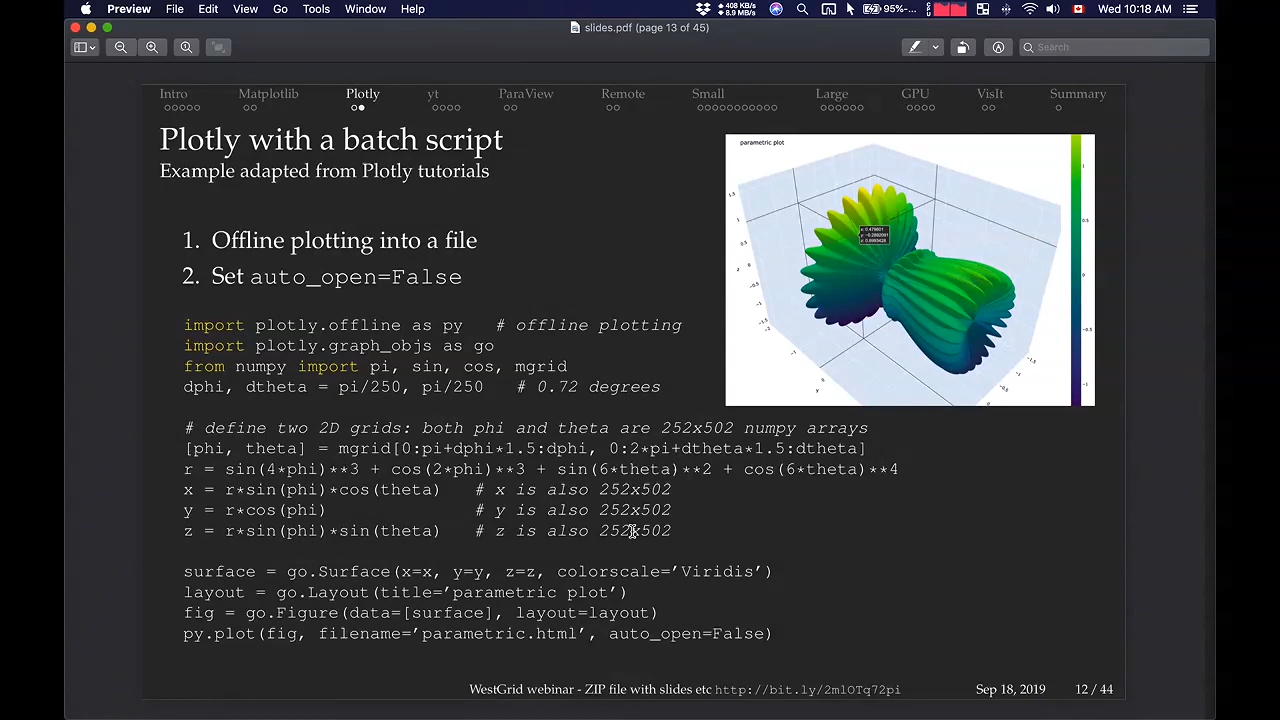 Preview File Edit View Go Tools Window Help 408 KB/s 8.9 MB/s 95% Wed 10:18 AM
slides.pdf (page 13 of 45)
Search
Intro Matplotlib Plotly yt ParaView Remote Small Large GPU VisIt Summary
Plotly with a batch script
Example adapted from Plotly tutorials
1. Offline plotting into a file
2. Set auto_open=False
parametric plot
import plotly.offline as py # offline plotting
import plotly.graph_objs as go
from numpy import pi, sin, cos, mgrid
dphi, dtheta = pi/250, pi/250 # 0.72 degrees
# define two 2D grids: both phi and theta are 252x502 numpy arrays
[phi, theta] = mgrid[0:pi+dphi*1.5:dphi, 0:2*pi+dtheta*1.5:dtheta]
r = sin(4*phi)**3 + cos(2*phi)**3 + sin(6*theta)**2 + cos(6*theta)**4
x = r*sin(phi)*cos(theta) # x is also 252x502
y = r*cos(phi) # y is also 252x502
z = r*sin(phi)*sin(theta) # z is also 252x502
surface = go.Surface(x=x, y=y, z=z, colorscale='Viridis')
layout = go.Layout(title='parametric plot')
fig = go.Figure(data=[surface], layout=layout)
py.plot(fig, filename='parametric.html', auto_open=False)
WestGrid webinar - ZIP file with slides etc http://bit.ly/2mlOTq72pi Sep 18, 2019 12 / 44